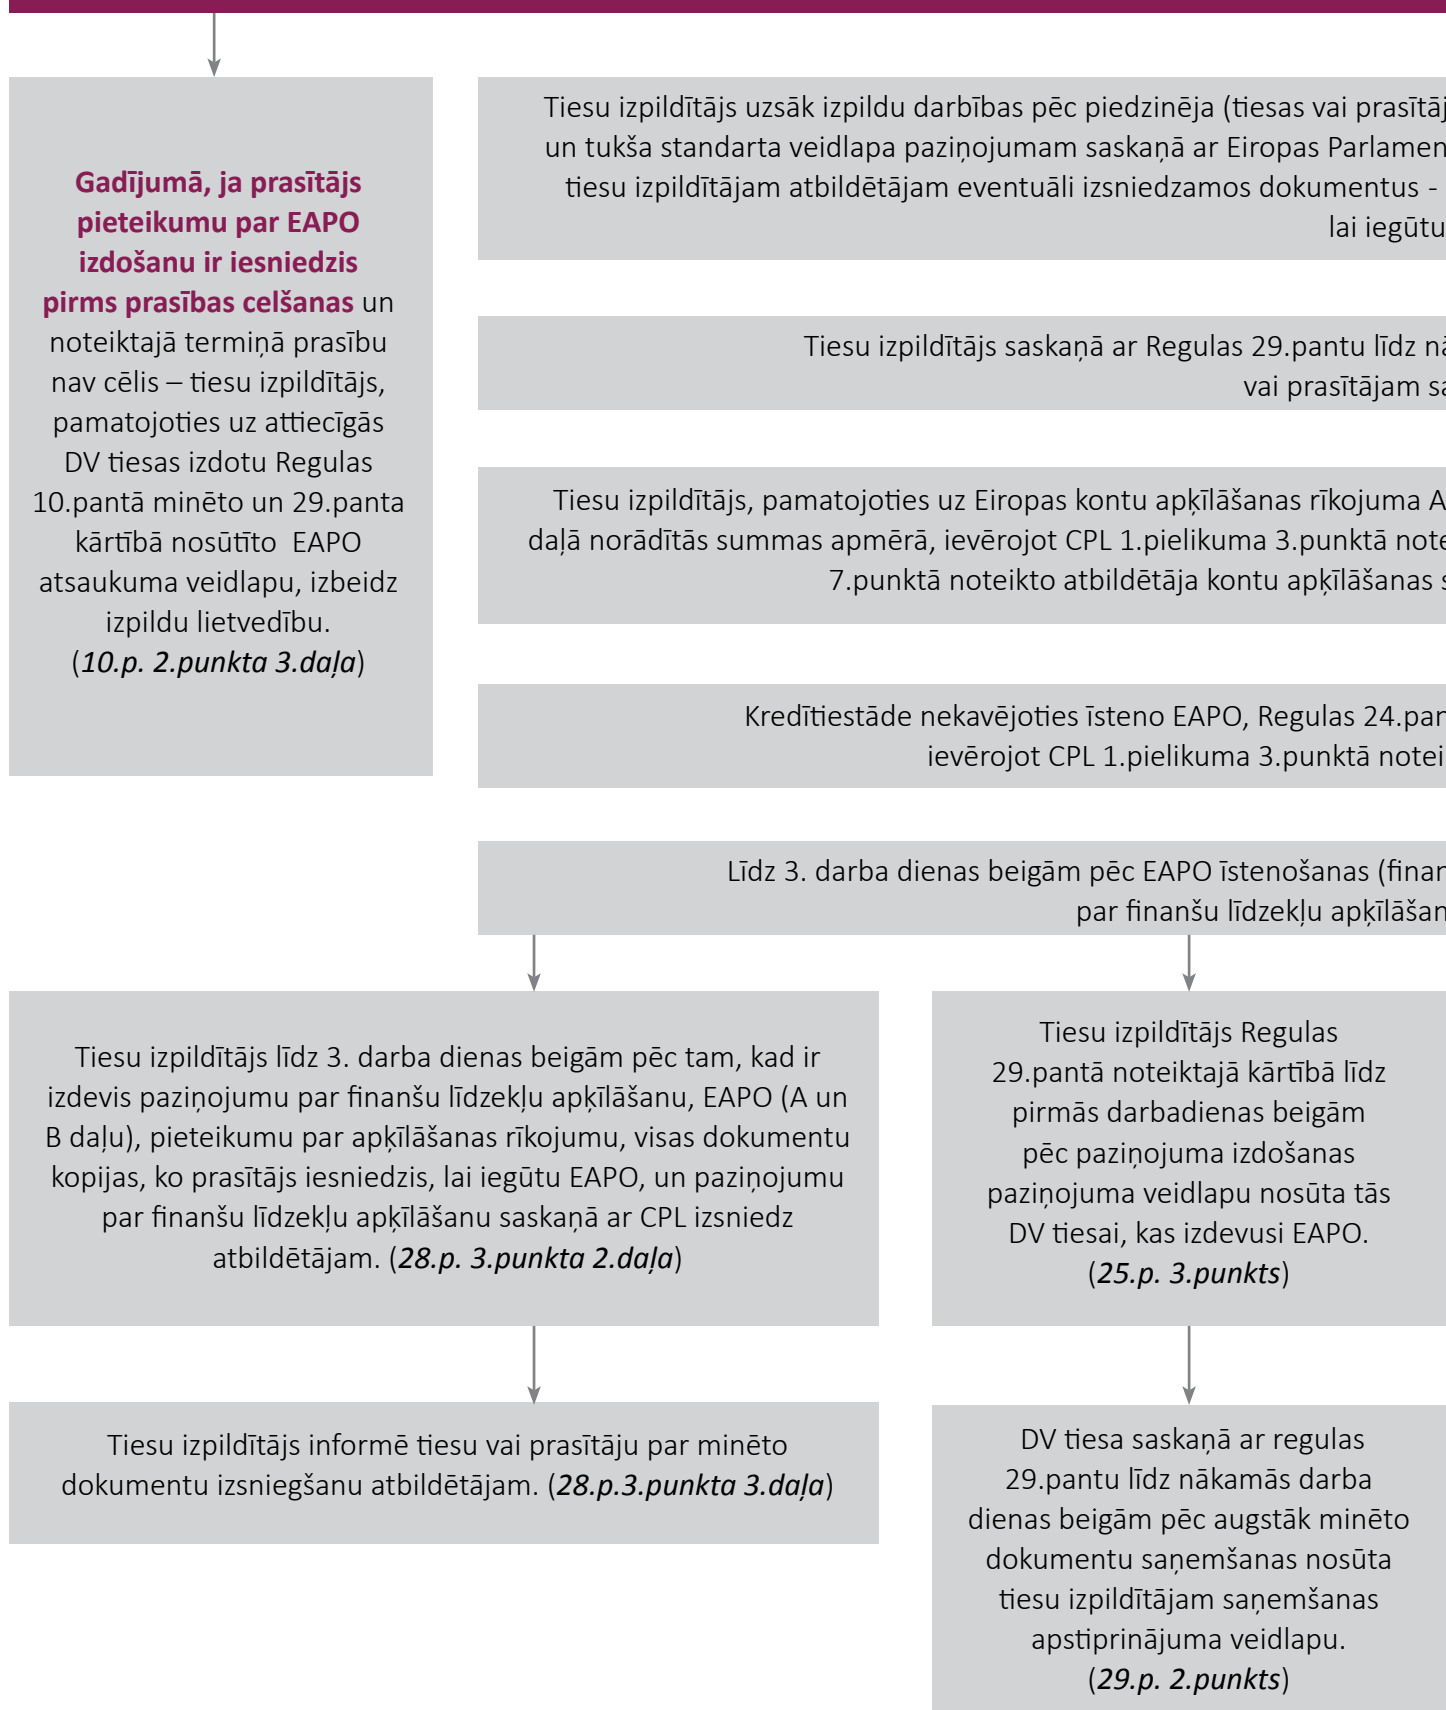 Gadījumā, ja prasītājs
pieteikumu par EAPO
izdošanu ir iesniedzis
pirms prasības celšanas un
noteiktajā termiņā prasību
nav cēlis – tiesu izpildītājs,
pamatojoties uz attiecīgās
DV tiesas izdotu Regulas
10.pantā minēto un 29.panta
kārtībā nosūtīto EAPO
atsaukuma veidlapu, izbeidz
izpildu lietvedību.
(10.p. 2.punkta 3.daļa)
Tiesu izpildītājs uzsāk izpildu darbības pēc piedzinēja (tiesas vai
un tukša standarta veidlapa paziņojumam saskaņā ar Eiropas
tiesu izpildītājam atbildētājam eventuāli izsniedzamos dokumentus -
lai iegūtu
Tiesu izpildītājs saskaņā ar Regulas 29.pantu līdz
vai prasītājam
Tiesu izpildītājs, pamatojoties uz Eiropas kontu apķīlāšanas rīkojuma A
daļā norādītās summas apmērā, ievērojot CPL 1.pielikuma 3.punktā
7.punktā noteikto atbildētāja kontu apķīlāšanas
Kredītiestāde nekavējoties īsteno EAPO, Regulas
ievērojot CPL 1.pielikuma 3.punktā
Līdz 3. darba dienas beigām pēc EAPO īstenošanas
par finanšu līdzekļu
Tiesu izpildītājs līdz 3. darba dienas beigām pēc tam, kad ir
izdevis paziņojumu par finanšu līdzekļu apķīlāšanu, EAPO (A un
B daļu), pieteikumu par apķīlāšanas rīkojumu, visas dokumentu
kopijas, ko prasītājs iesniedzis, lai iegūtu EAPO, un paziņojumu
par finanšu līdzekļu apķīlāšanu saskaņā ar CPL izsniedz
atbildētājam. (28.p. 3.punkta 2.daļa)
Tiesu izpildītājs informē tiesu vai prasītāju par minēto
dokumentu izsniegšanu atbildētājam. (28.p.3.punkta 3.daļa)
Tiesu izpildītājs Regulas
29.pantā noteiktajā kārtībā līdz
pirmās darbadienas beigām
pēc paziņojuma izdošanas
paziņojuma veidlapu nosūta tās
DV tiesai, kas izdevusi EAPO.
(25.p. 3.punkts)
DV tiesa saskaņā ar regulas
29.pantu līdz nākamās darba
dienas beigām pēc augstāk minēto
dokumentu saņemšanas nosūta
tiesu izpildītājam saņemšanas
apstiprinājuma veidlapu.
(29.p. 2.punkts)